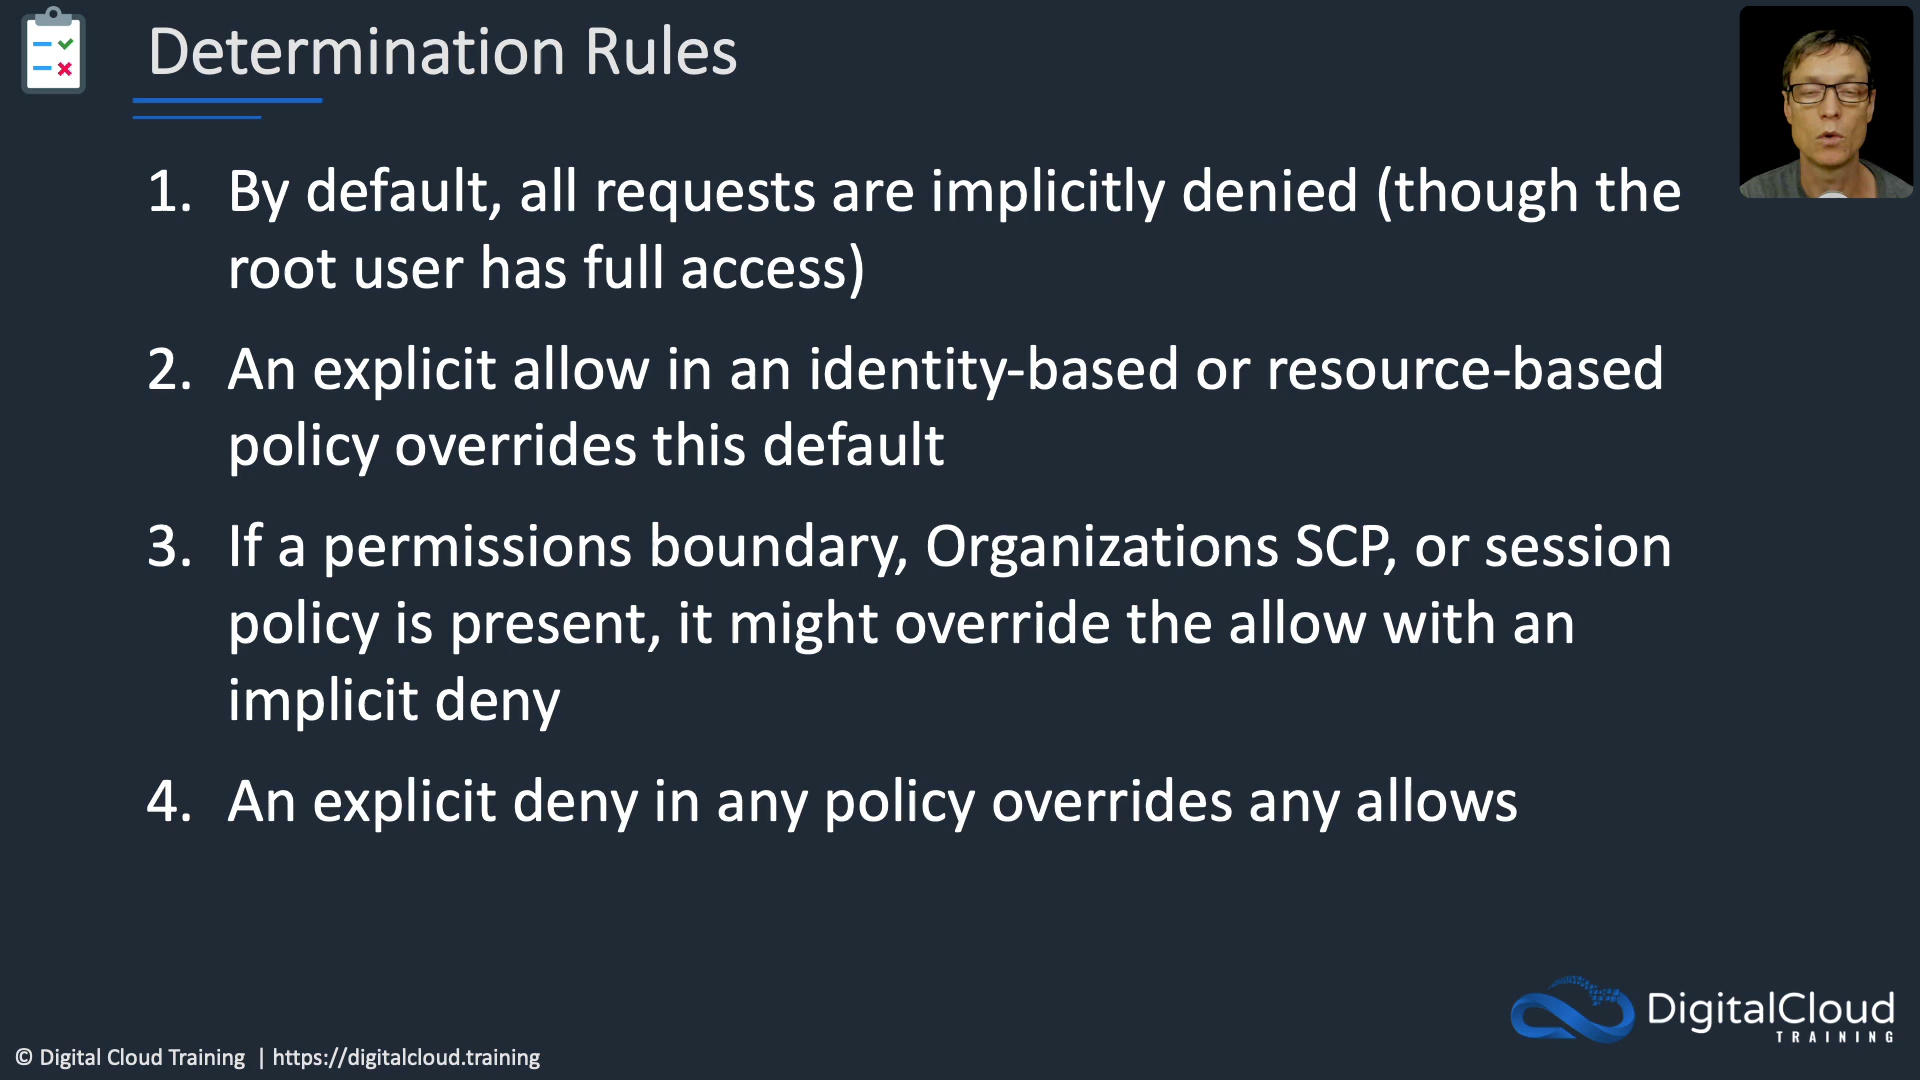 Determination Rules
1. By default, all requests are implicitly denied (though the
root user has full access)
2. An explicit allow in an identity-based or resource-based
policy overrides this default
3. If a permissions boundary, Organizations SCP, or session
policy is present, it might override the allow with an
implicit deny
4. An explicit deny in any policy overrides any allows
DigitalCloud
TRAINING
© Digital Cloud Training | https://digitalcloud.training